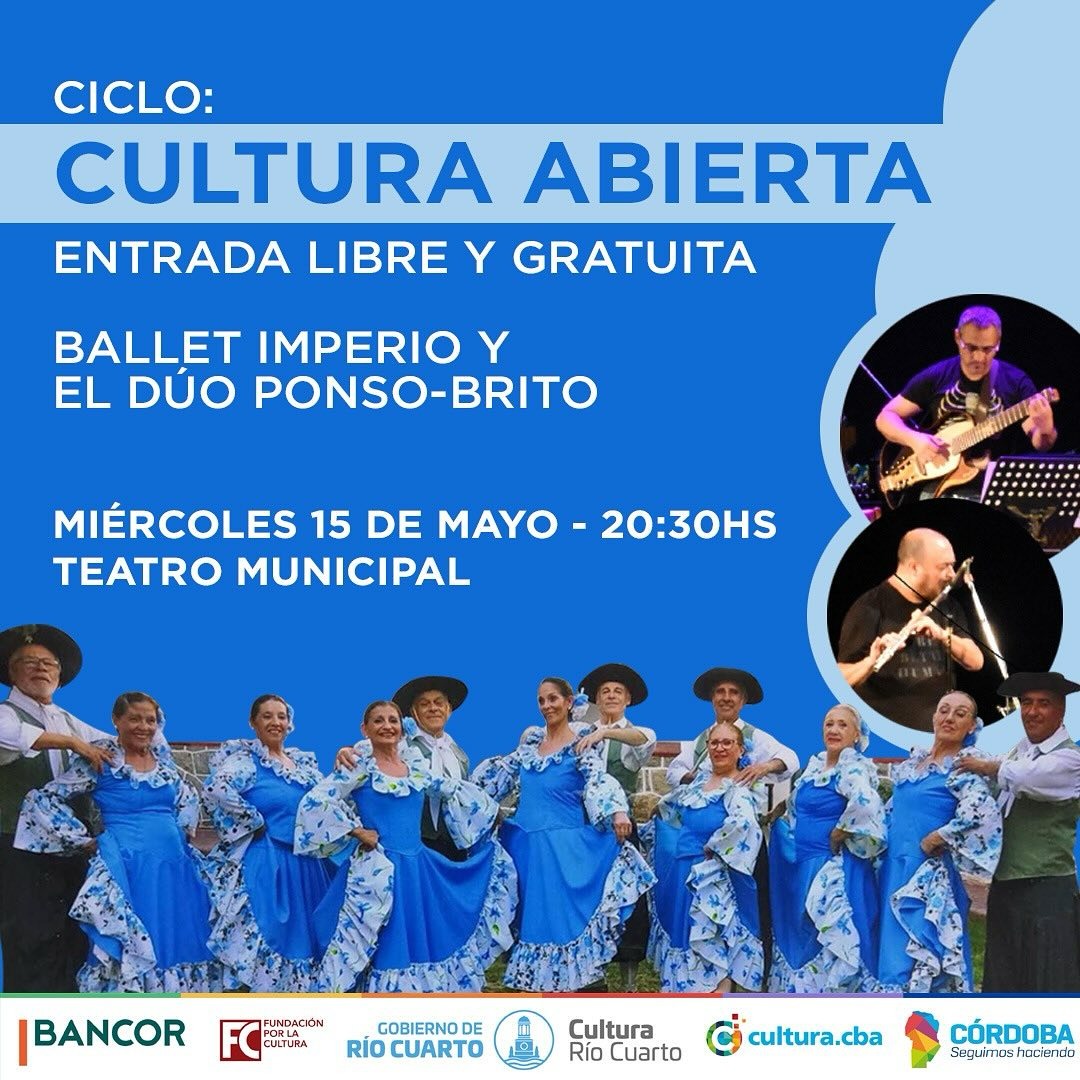 CICLO:
CULTURA ABIERTA
ENTRADA LIBRE Y GRATUITA
BALLET IMPERIO Y
EL DÚO PONSO-BRITO
MIÉRCOLES 15 DE MAYO - 20:30HS
TEATRO MUNICIPAL
BANCOR
FC
FUNDACIÓN
POR LA
CULTURA
GOBIERNO DE
RÍO CUARTO
Cultura
Río Cuarto
cultura.cba
CÓRDOBA
Seguimos haciendo